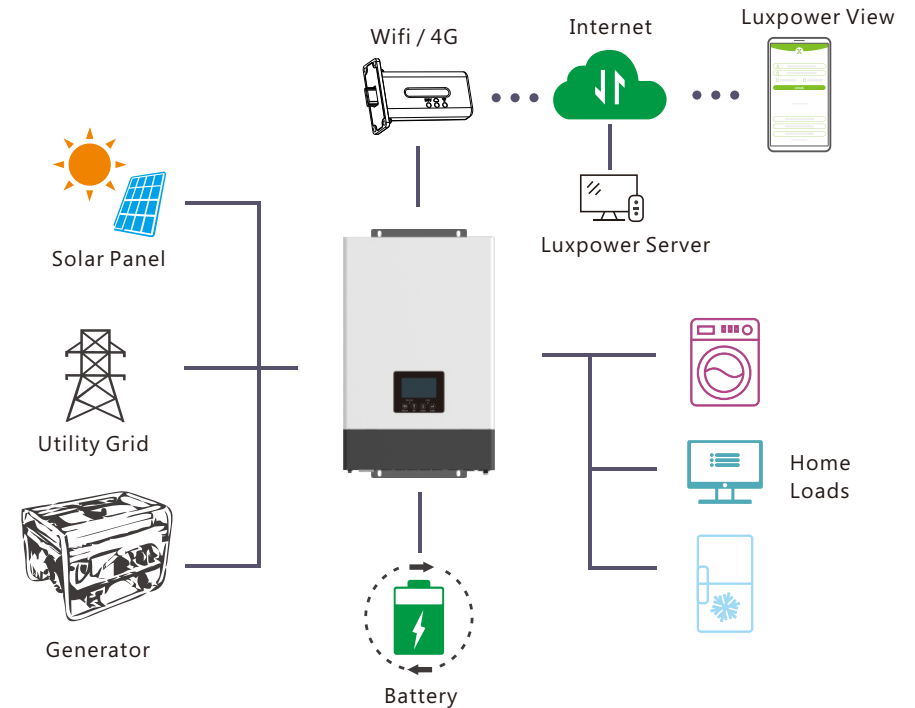 Luxpower View
Internet
Wifi / 4G
Luxpower Server
Solar Panel
Utility Grid
Home
Loads
Generator
Battery